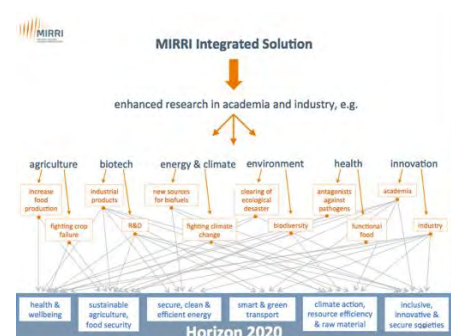 MIRRI
MIRRI Integrated Solution
enhanced research in academia and industry, e.g.
agriculture biotech energy & climate environment health innovation
increase
food
production
industrial
products
new sources
for biofuels
clearing of
ecological
desaster
antagonists
against
pathogens
academia
fighting crop
failure
R&D
fighting climate
change
biodiversity
functional
food
industry
health &
wellbeing
sustainable
agriculture,
food security
secure, clean &
efficient energy
smart & green
transport
climate action,
resource efficiency
& raw material
inclusive,
innovative &
secure societies
Horizon 2020